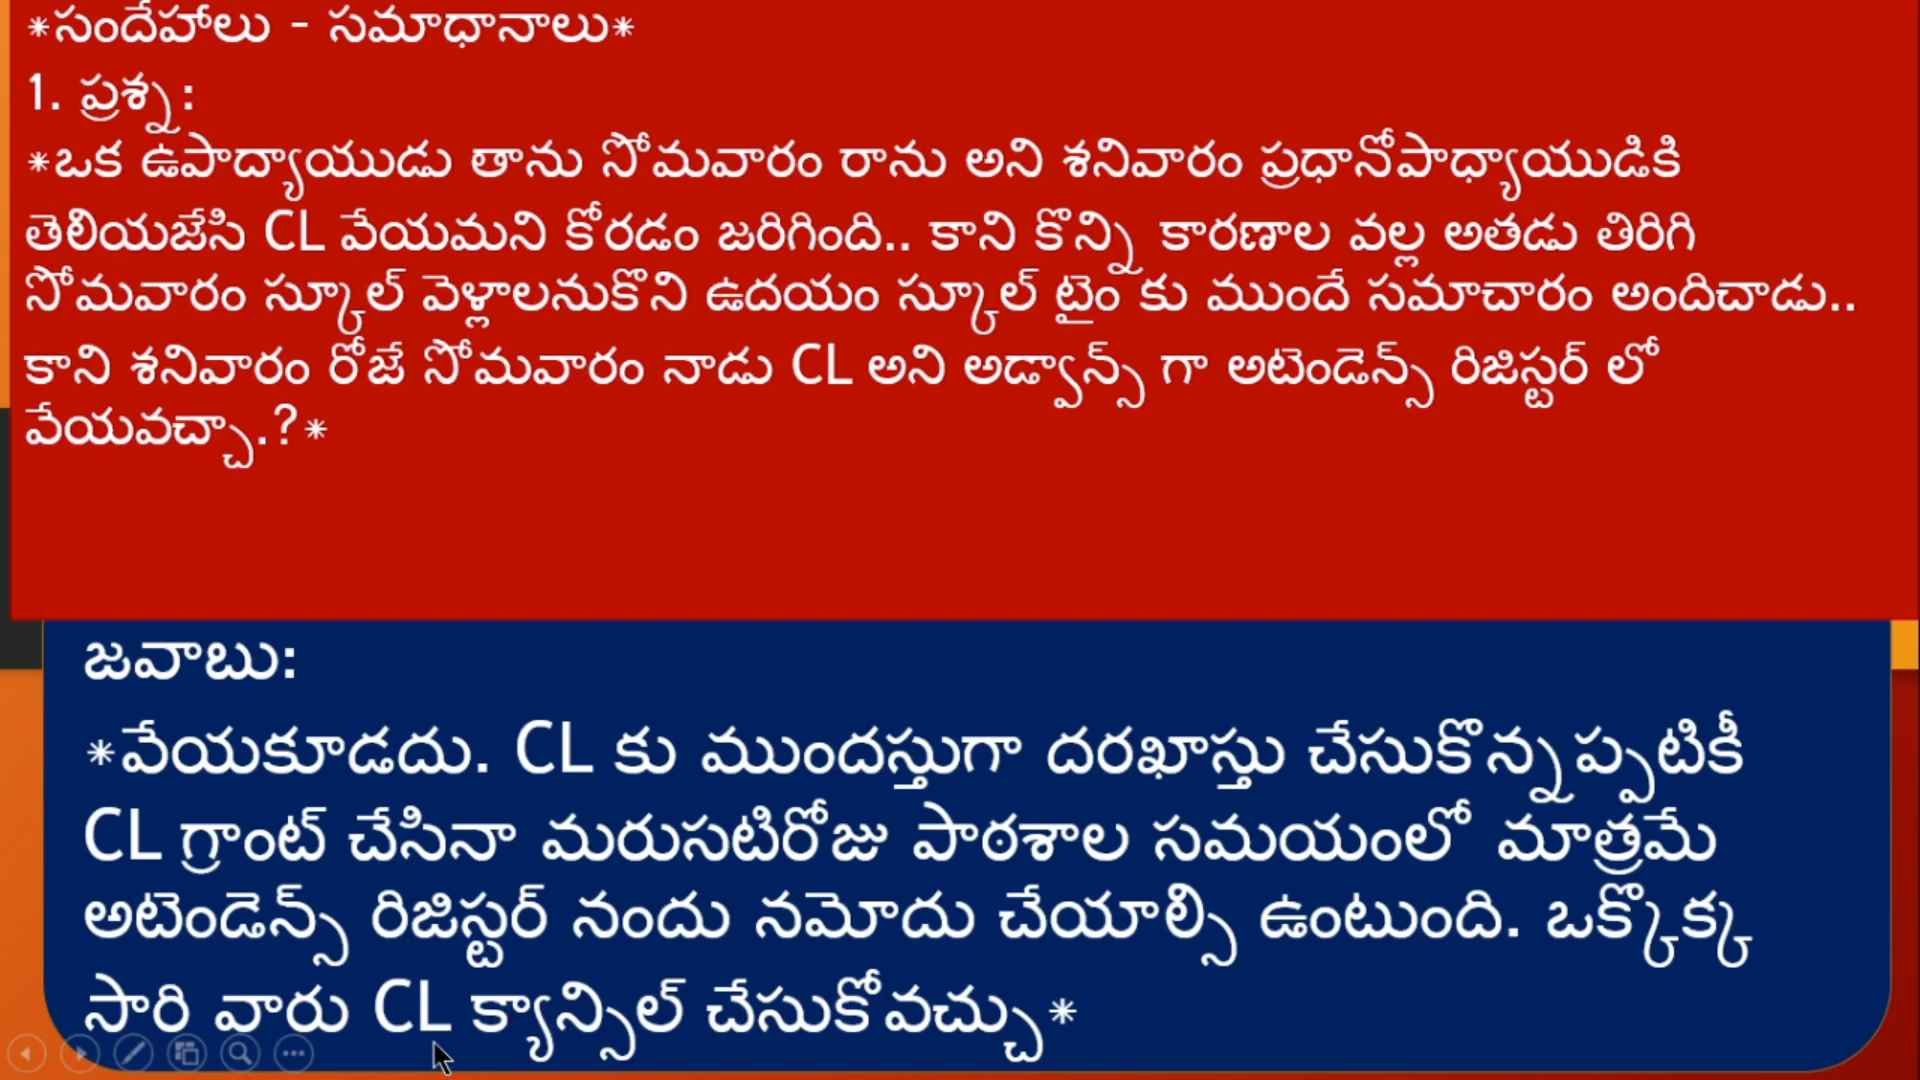 *సందేహాలు - సమాధానాలు*
1. ప్రశ్న:
*ఒక ఉపాద్యాయుడు తాను సోమవారం రాను అని శనివారం ప్రధానోపాధ్యాయుడికి
తెలియజేసి CL వేయమని కోరడం జరిగింది.. కాని కొన్ని కారణాల వల్ల అతడు తిరిగి
సోమవారం స్కూల్ వెళ్లాలనుకొని ఉదయం స్కూల్ టైం కు ముందే సమాచారం అందిచాడు..
కాని శనివారం రోజే సోమవారం నాడు CL అని అడ్వాన్స్ గా అటెండెన్స్ రిజిస్టర్ లో
వేయవచ్చా.?*
జవాబు:
*వేయకూడదు. CL కు ముందస్తుగా దరఖాస్తు చేసుకొన్నప్పటికీ
CL గ్రాంట్ చేసినా మరుసటిరోజు పాఠశాల సమయంలో మాత్రమే
అటెండెన్స్ రిజిస్టర్ నందు నమోదు చేయాల్సి ఉంటుంది. ఒక్కొక్క
సారి వారు CL క్యాన్సిల్ చేసుకోవచ్చు*